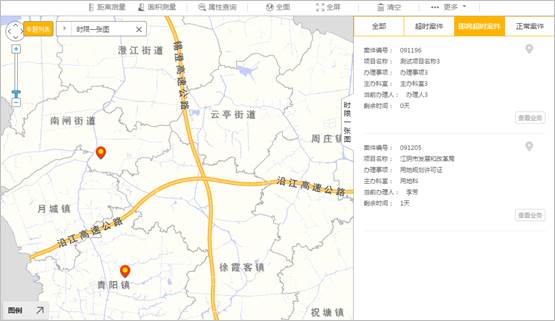 距离测量 面积测量 属性查询 全图 全屏 清空 ••• 更多
专题列表 时限一张图
全部 超时案件 即将超时案件 正常案件
澄江街道
锡澄高速公路
云亭街道
南闸街道
周庄镇
时限一张图
沿江高速公路
月城镇
沿江高速公路
徐霞客镇
青阳镇
祝塘镇
图例
案件编号： 091196
项目名称： 测试项目名称3
办理事项： 办理事项3
主办科室： 主办科室3
当前办理人： 办理人3
剩余时间： 0天
查看业务
案件编号： 091205
项目名称： 江阴市发展和改革局
办理事项： 用地规划许可证
主办科室： 用地科
当前办理人： 李芳
剩余时间： 1天
查看业务